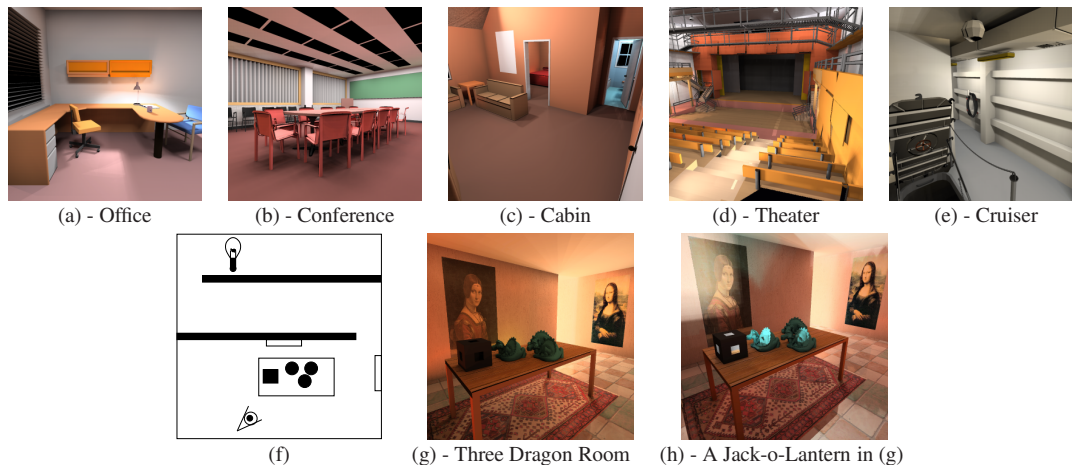 (a) - Office
(b) - Conference
(c) - Cabin
(d) - Theater
(e) - Cruiser
(f)
(g) - Three Dragon Room
(h) - A Jack-o-Lantern in (g)